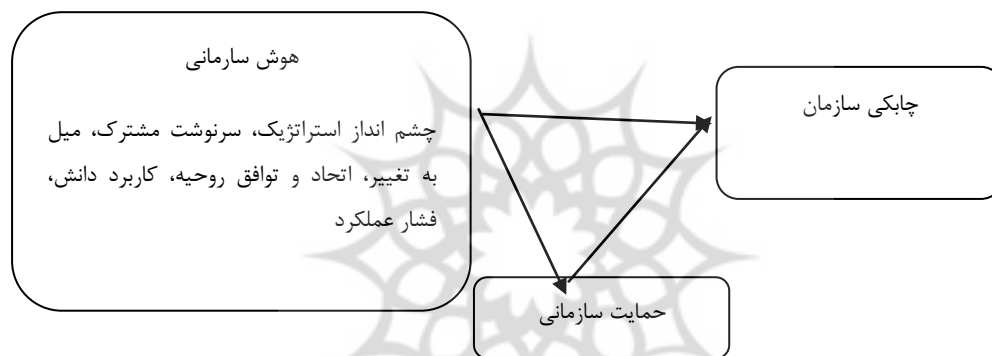 هوش سارمانی
چشم انداز استراتژیک، سرنوشت مشترک، میل
به تغییر، اتحاد و توافق روحیه، کاربرد دانش،
فشار عملکرد
چابکی سازمان
حمایت سازمانی